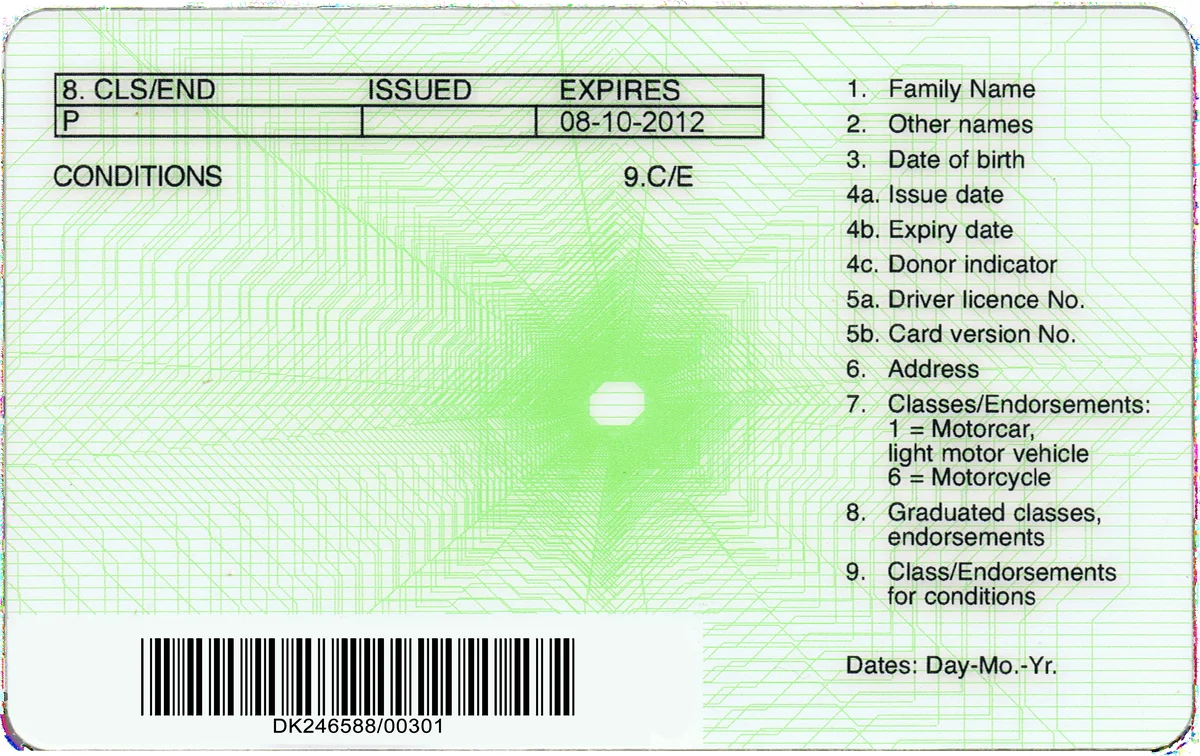 8. CLS/END ISSUED EXPIRES
P 08-10-2012
CONDITIONS 9.C/E
1. Family Name
2. Other names
3. Date of birth
4a. Issue date
4b. Expiry date
4c. Donor indicator
5a. Driver licence No.
5b. Card version No.
6. Address
7. Classes/Endorsements:
1 = Motorcar,
light motor vehicle
6 = Motorcycle
8. Graduated classes,
endorsements
9. Class/Endorsements
for conditions
Dates: Day-Mo.-Yr.
DK246588/00301